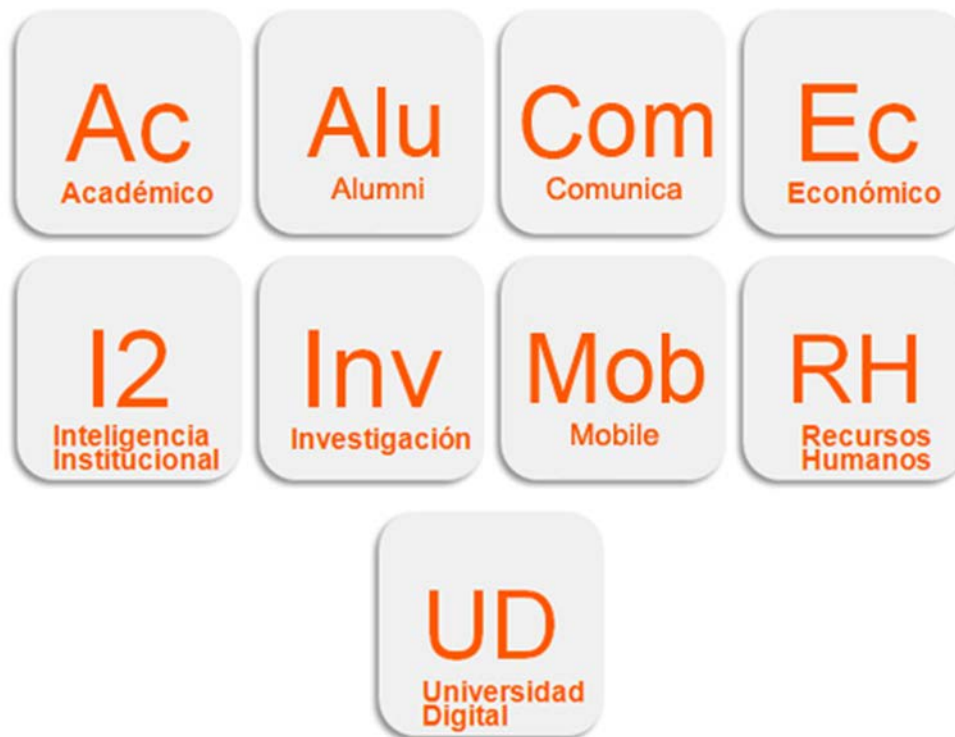 Ac
Académico
Alu
Alumni
Com
Comunica
Ec
Económico
I2
Inteligencia
Institucional
Inv
Investigación
Mob
Mobile
RH
Recursos
Humanos
UD
Universidad
Digital